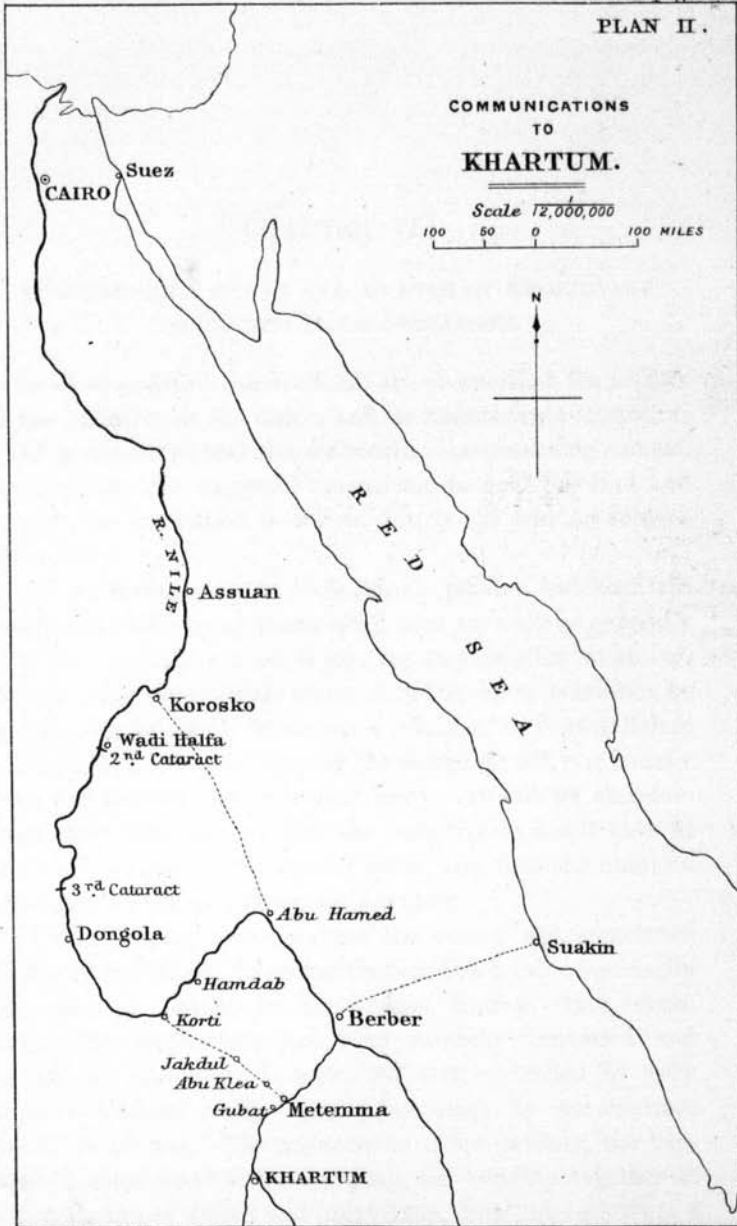 PLAN II.
COMMUNICATIONS
TO
KHARTUM.
Scale 12,000,000
100 50 0 100 MILES
N
Suez
CAIRO
R. NILE
RED SEA
Assuan
Korosko
Wadi Halfa
2nd Cataract
3rd Cataract
Abu Hamed
Dongola
Suakin
Hamdab
Korti
Berber
Jakdul
Abu Klea
Gubat
Metemma
KHARTUM